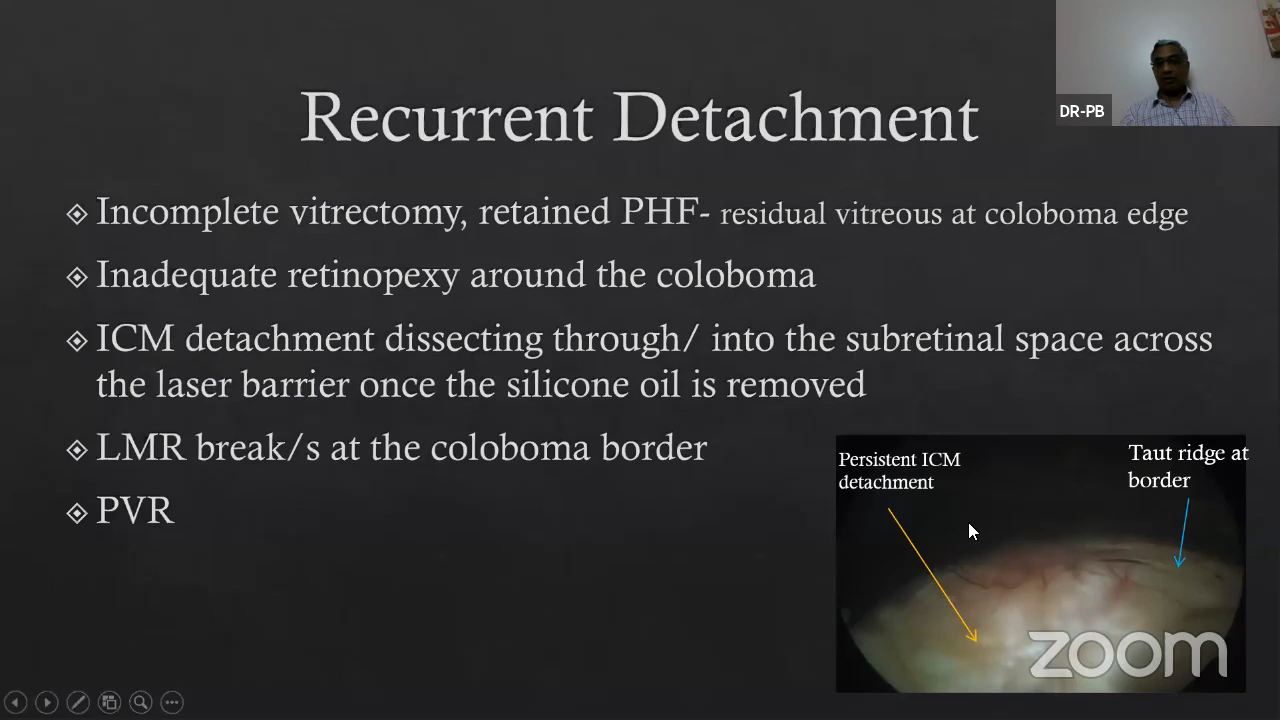 DR-PB
Recurrent Detachment
Incomplete vitrectomy, retained PHF- residual vitreous at coloboma edge
Inadequate retinopexy around the coloboma
ICM detachment dissecting through/ into the subretinal space across
the laser barrier once the silicone oil is removed
LMR break/s at the coloboma border
PVR
Persistent ICM
detachment
Taut ridge at
border
zoom